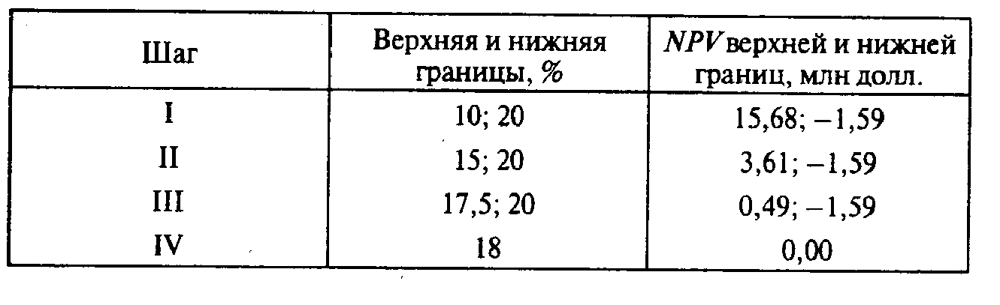 Шаг
Верхняя и нижняя
границы, %
NPV верхней и нижней
границ, млн долл.
I
10; 20
15,68; –1,59
II
15; 20
3,61; –1,59
III
17,5; 20
0,49; –1,59
IV
18
0,00